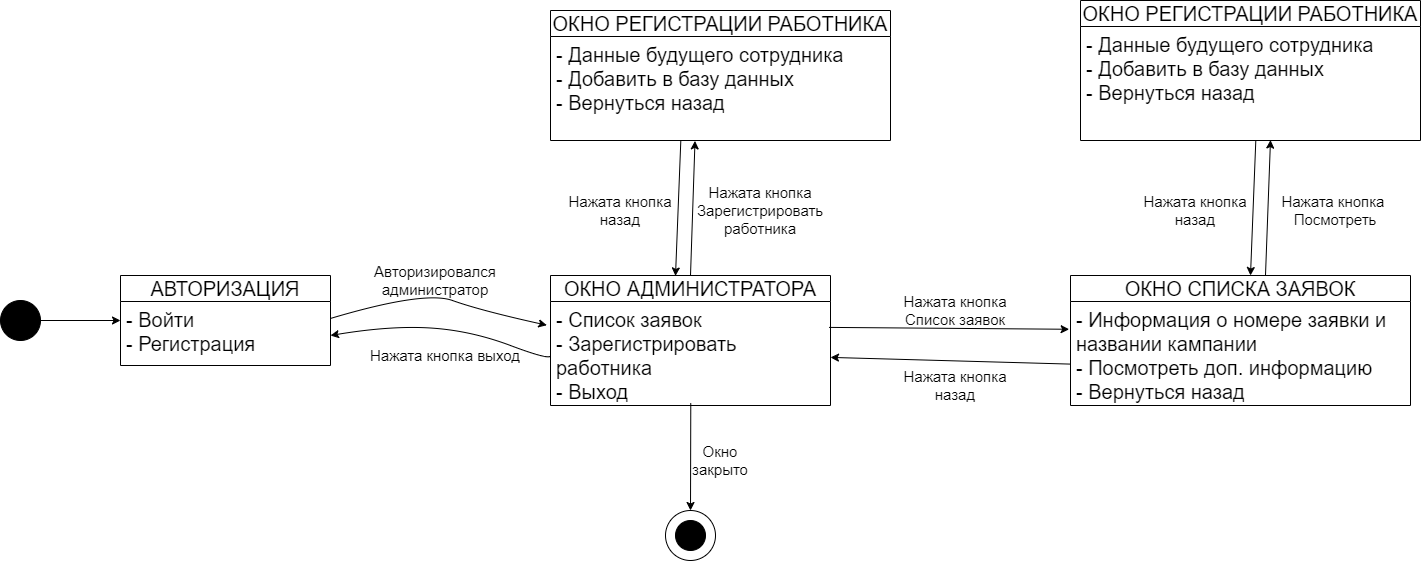 ОКНО РЕГИСТРАЦИИ РАБОТНИКА
- Данные будущего сотрудника
- Добавить в базу данных
- Вернуться назад
ОКНО РЕГИСТРАЦИИ РАБОТНИКА
- Данные будущего сотрудника
- Добавить в базу данных
- Вернуться назад
Нажата кнопка
назад
Нажата кнопка
Зарегистрировать
работника
Нажата кнопка
назад
Нажата кнопка
Посмотреть
АВТОРИЗАЦИЯ
- Войти
- Регистрация
Авторизировался
администратор
Нажата кнопка выход
ОКНО АДМИНИСТРАТОРА
- Список заявок
- Зарегистрировать
работника
- Выход
Нажата кнопка
Список заявок
Нажата кнопка
назад
ОКНО СПИСКА ЗАЯВОК
- Информация о номере заявки и
названии кампании
- Посмотреть доп. информацию
- Вернуться назад
Окно
закрыто